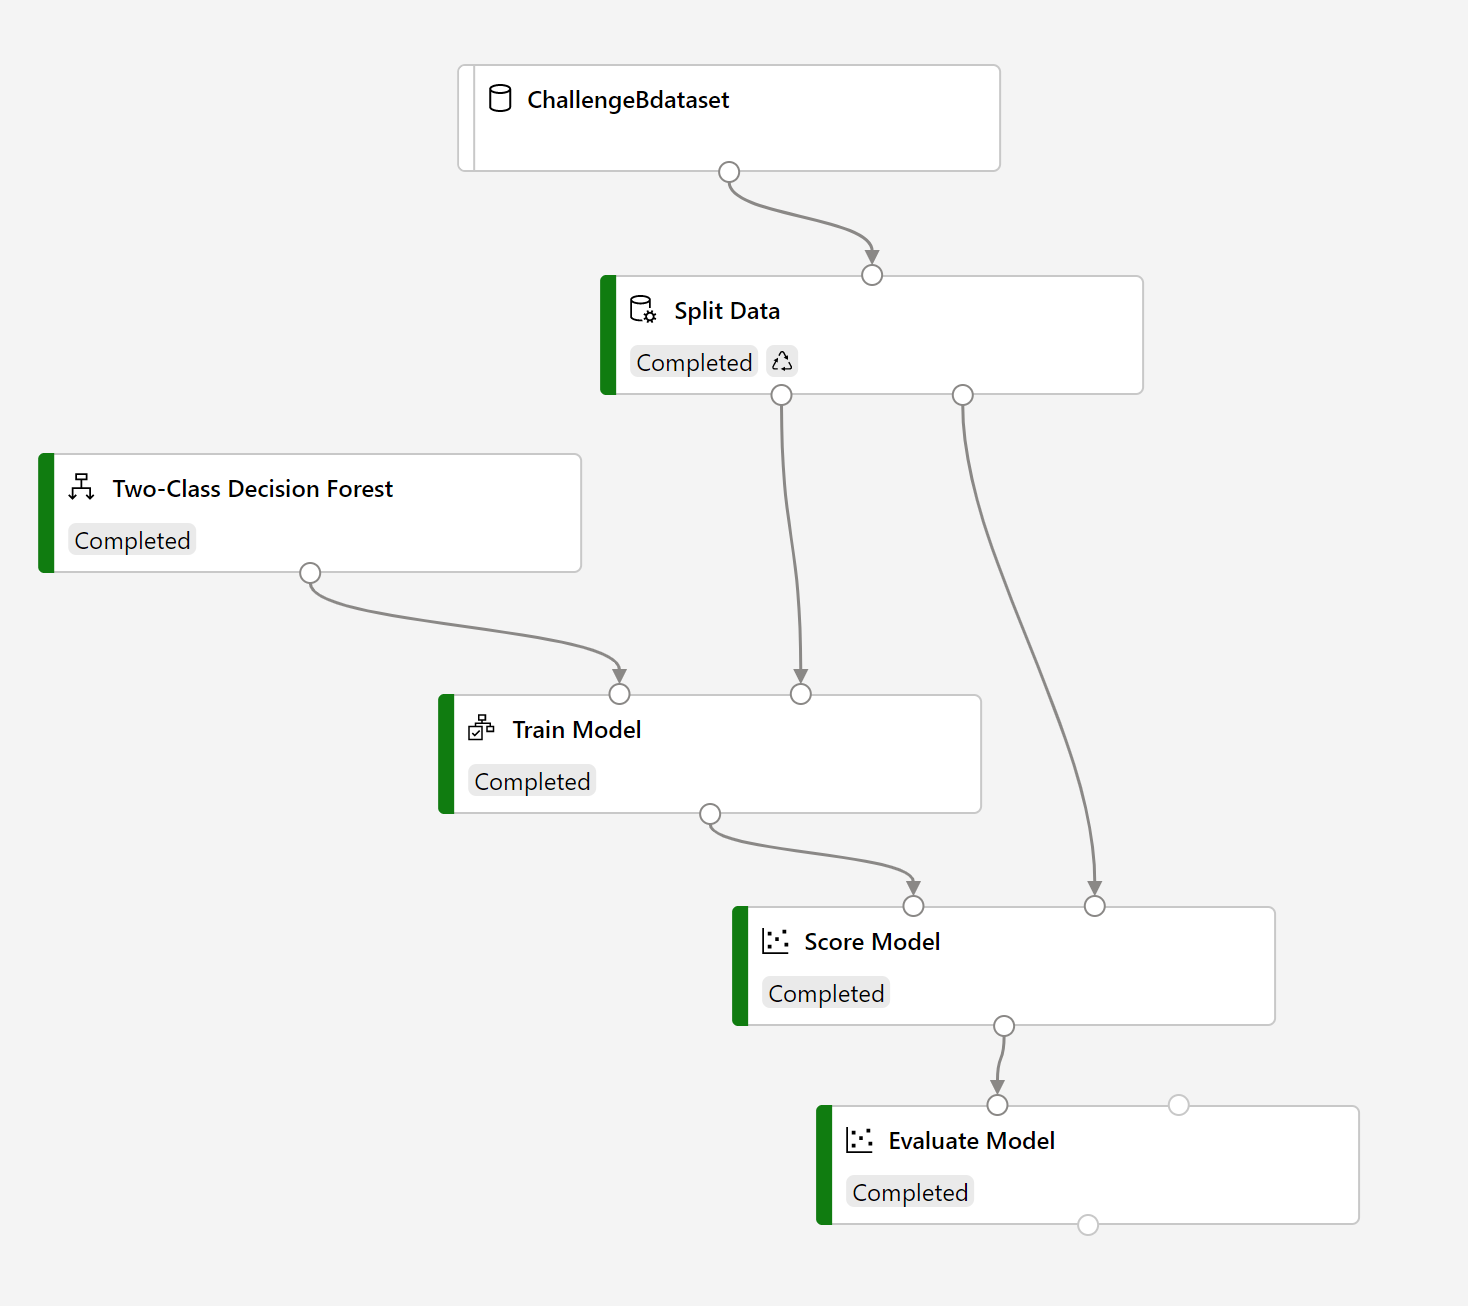 ChallengeBdataset
Split Data
Completed
Two-Class Decision Forest
Completed
Train Model
Completed
Score Model
Completed
Evaluate Model
Completed